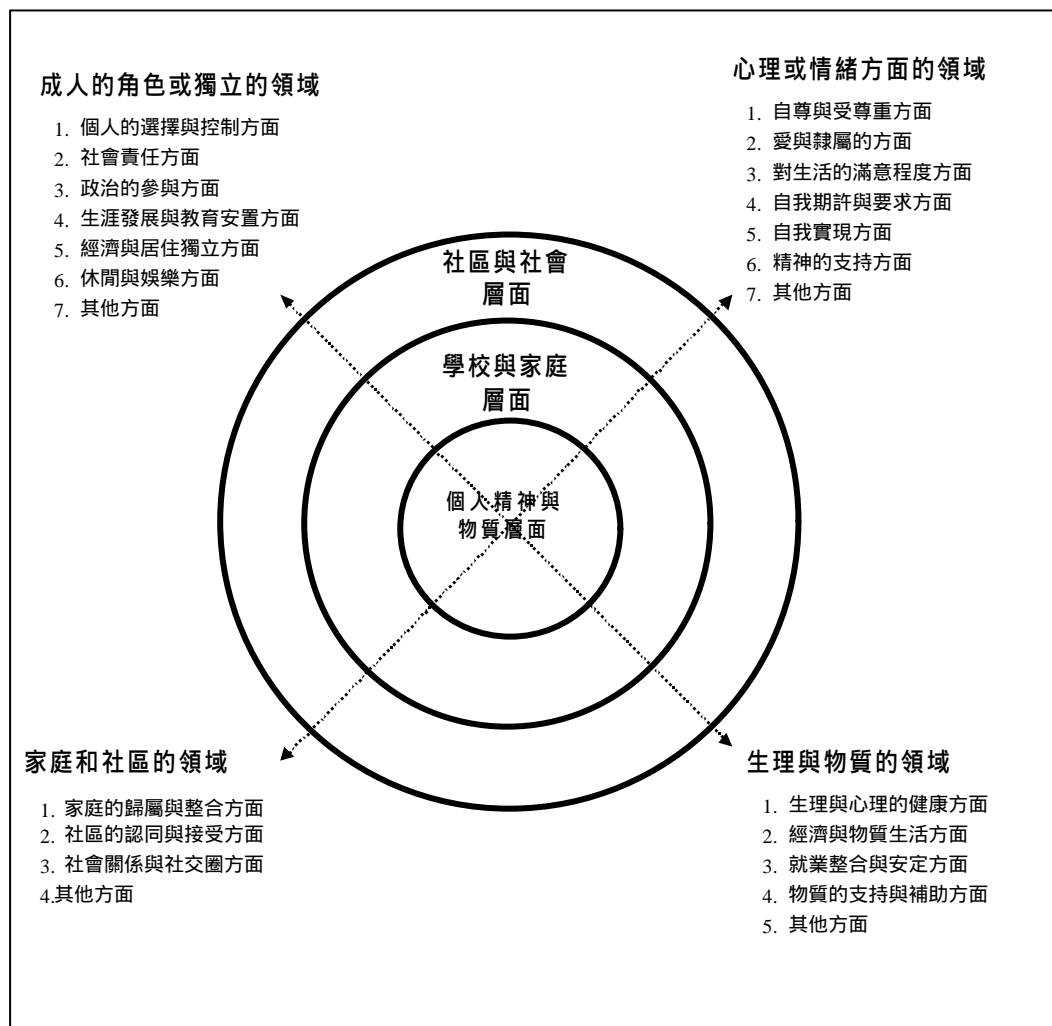 成人的角色或獨立的領域
1. 個人的選擇與控制方面
2. 社會責任方面
3. 政治的參與方面
4. 生涯發展與教育安置方面
5. 經濟與居住獨立方面
6. 休閒與娛樂方面
7. 其他方面
心理或情緒方面的領域
1. 自尊與受尊重方面
2. 愛與隸屬的方面
3. 對生活的滿意程度方面
4. 自我期許與要求方面
5. 自我實現方面
6. 精神的支持方面
7. 其他方面
社區與社會
層面
學校與家庭
層面
個人精神與
物質層面
家庭和社區的領域
1. 家庭的歸屬與整合方面
2. 社區的認同與接受方面
3. 社會關係與社交圈方面
4.其他方面
生理與物質的領域
1. 生理與心理的健康方面
2. 經濟與物質生活方面
3. 就業整合與安定方面
4. 物質的支持與補助方面
5. 其他方面